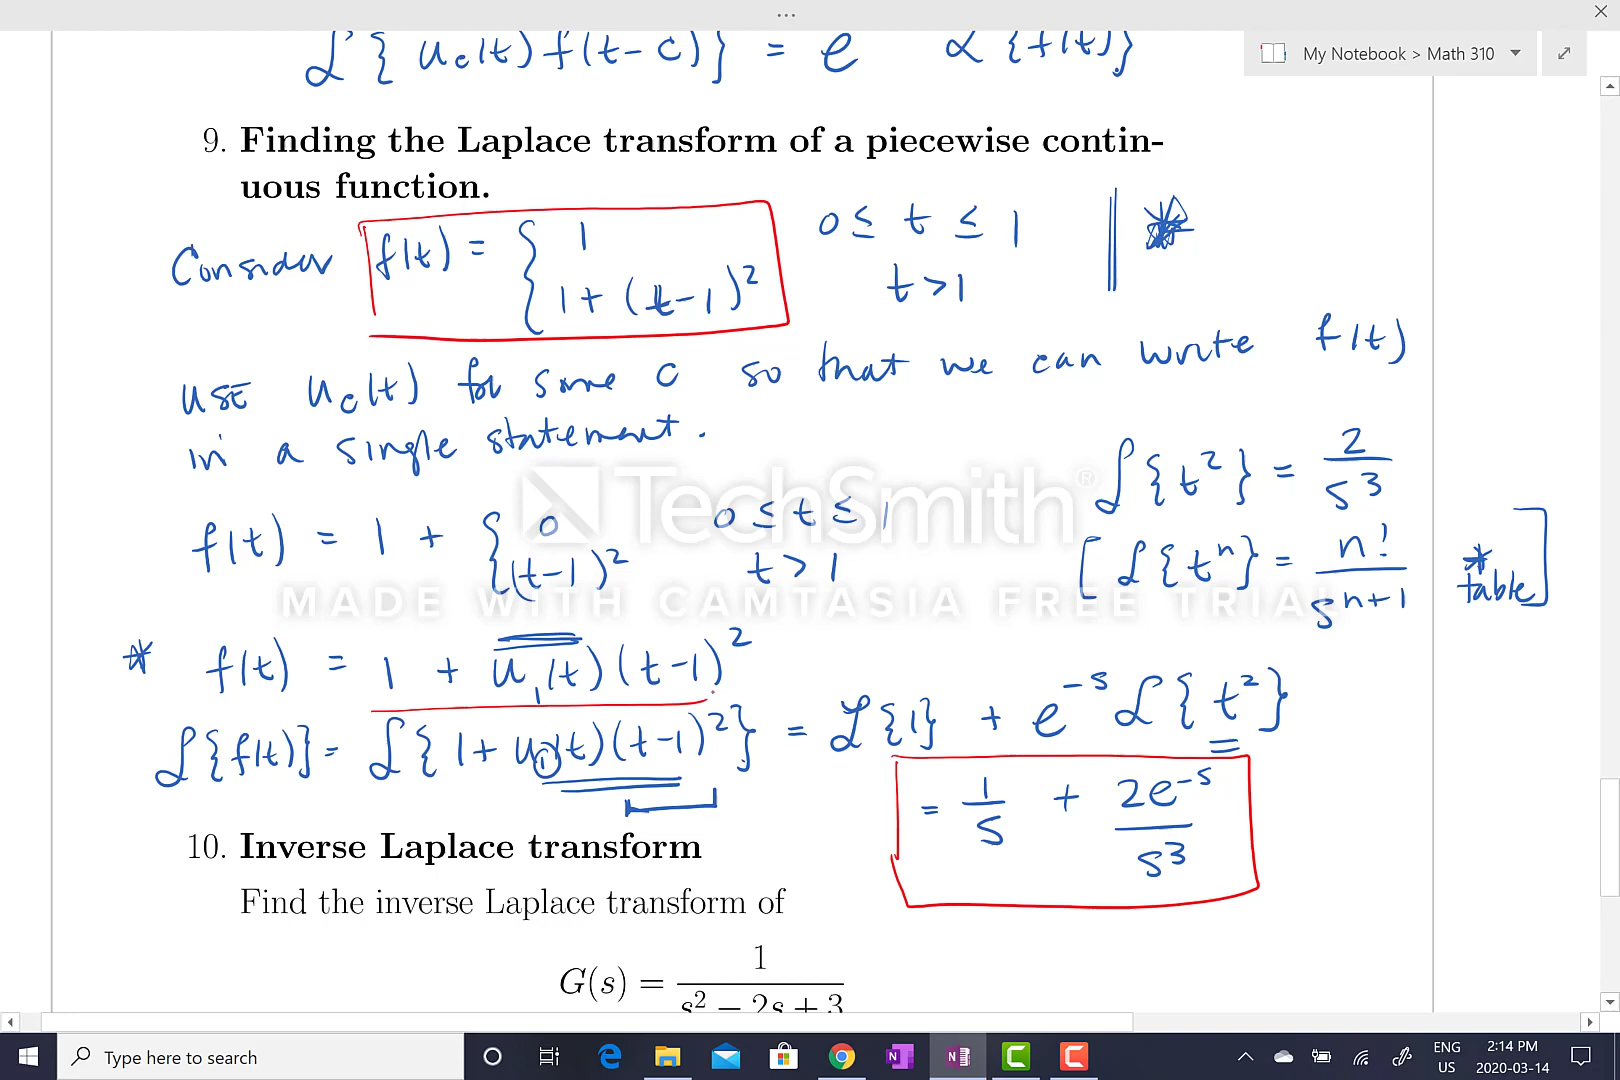 ℒ{ u_c(t) f(t-c)} = e ℒ{f(t)}
My Notebook > Math 310
9. Finding the Laplace transform of a piecewise contin-
uous function.
Consider f(t) = { 1 0 ≤ t ≤ 1
1 + (t-1)² t > 1
USE u_c(t) for some c so that we can write f(t)
in a single statement.
ℒ{t²} = 2/s³
f(t) = 1 + { 0 0 ≤ t ≤ 1
(t-1)² t > 1
[ ℒ{tⁿ} = n!/sⁿ⁺¹ * table ]
TechSmith®
MADE WITH CAMTASIA FREE TRIAL
* f(t) = 1 + u₁(t)(t-1)²
ℒ{f(t)} = ℒ{1 + u₁(t)(t-1)²} = ℒ{1} + e⁻ˢ ℒ{t²}
= 1/s + 2e⁻ˢ/s³
10. Inverse Laplace transform
Find the inverse Laplace transform of
G(s) = 1/(s² − 2s + 3)
Type here to search
ENG
US
2:14 PM
2020-03-14